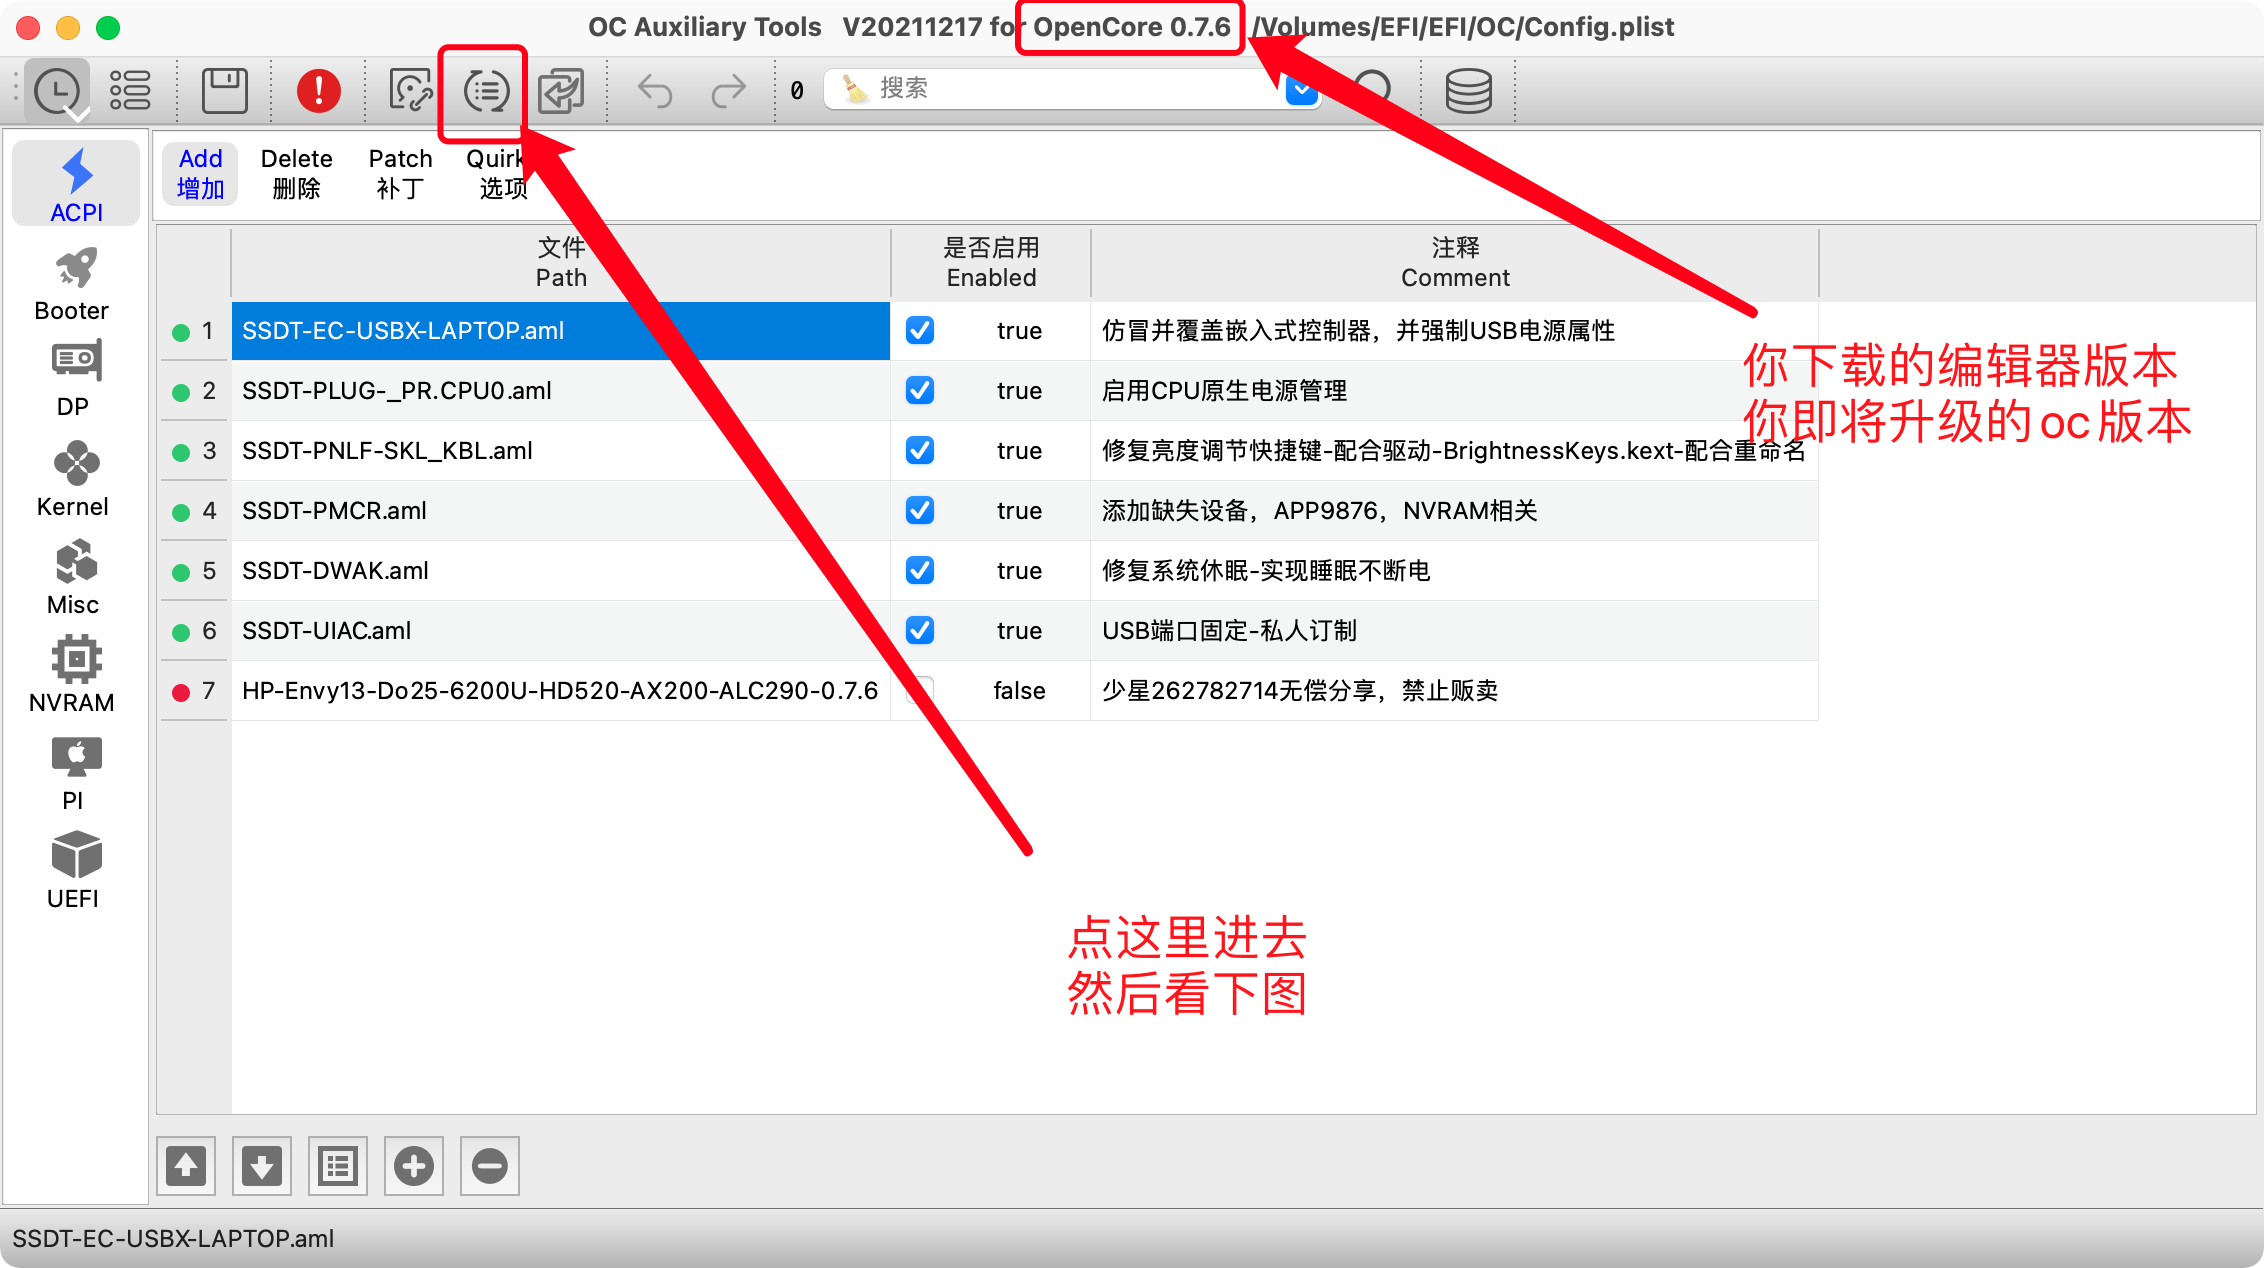 OC Auxiliary Tools V20211217 for OpenCore 0.7.6 /Volumes/EFI/EFI/OC/Config.plist
0
搜索
ACPI
Booter
DP
Kernel
Misc
NVRAM
PI
UEFI
Add
增加
Delete
删除
Patch
补丁
Quirk
选项
文件
Path
是否启用
Enabled
注释
Comment
1 SSDT-EC-USBX-LAPTOP.aml true 仿冒并覆盖嵌入式控制器，并强制USB电源属性
2 SSDT-PLUG-_PR.CPU0.aml true 启用CPU原生电源管理
3 SSDT-PNLF-SKL_KBL.aml true 修复亮度调节快捷键-配合驱动-BrightnessKeys.kext-配合重命名
4 SSDT-PMCR.aml true 添加缺失设备，APP9876，NVRAM相关
5 SSDT-DWAK.aml true 修复系统休眠-实现睡眠不断电
6 SSDT-UIAC.aml true USB端口固定-私人订制
7 HP-Envy13-Do25-6200U-HD520-AX200-ALC290-0.7.6 false 少星262782714无偿分享，禁止贩卖
你下载的编辑器版本
你即将升级的oc版本
点这里进去
然后看下图
SSDT-EC-USBX-LAPTOP.aml